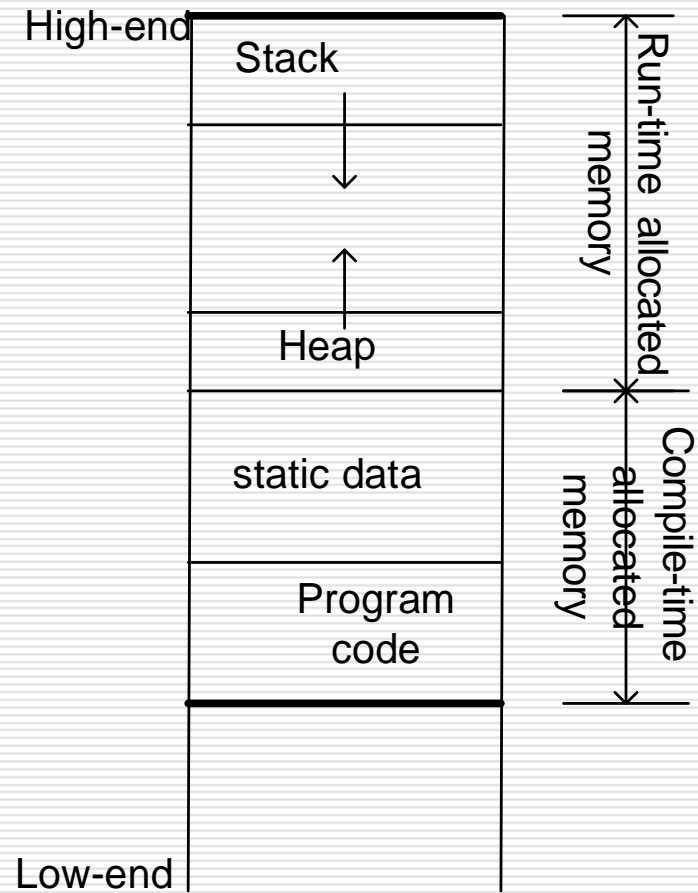 High-end
Stack
Run-time allocated
memory
Heap
static data
Compile-time
allocated
memory
Program
code
Low-end